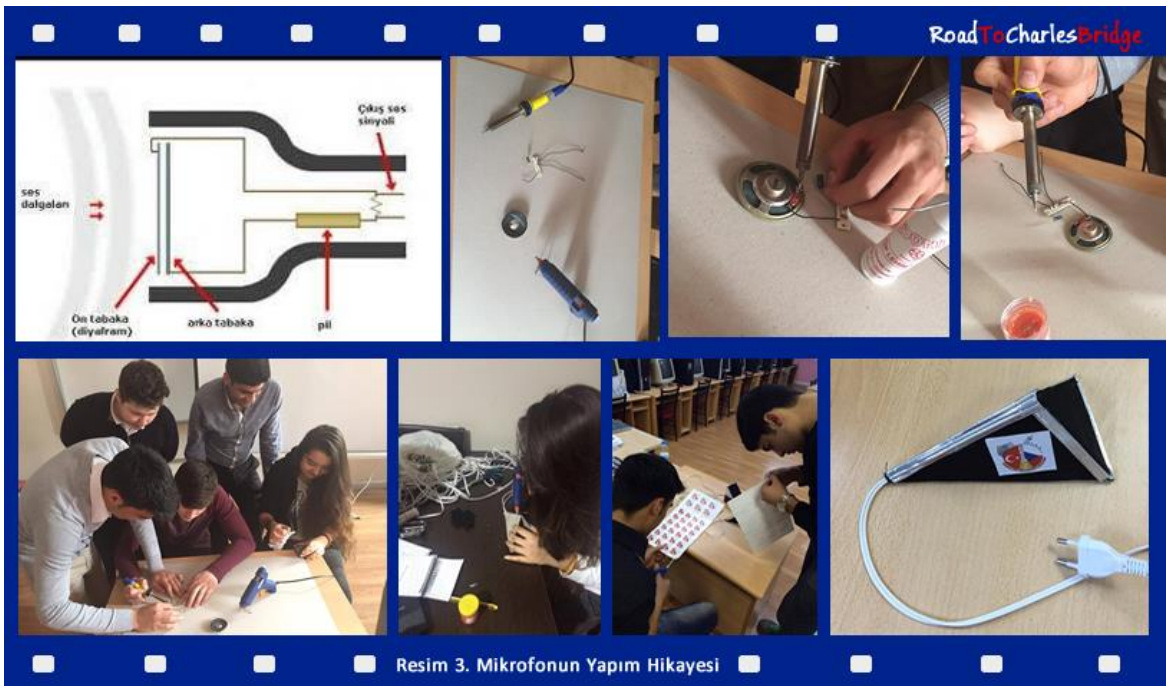 RoadToCharlesBridge
Çıkış ses
sinyali
ses
dalgaları
Ön tabaka
(diyafram)
arka tabaka
pil
Resim 3. Mikrofonun Yapım Hikayesi